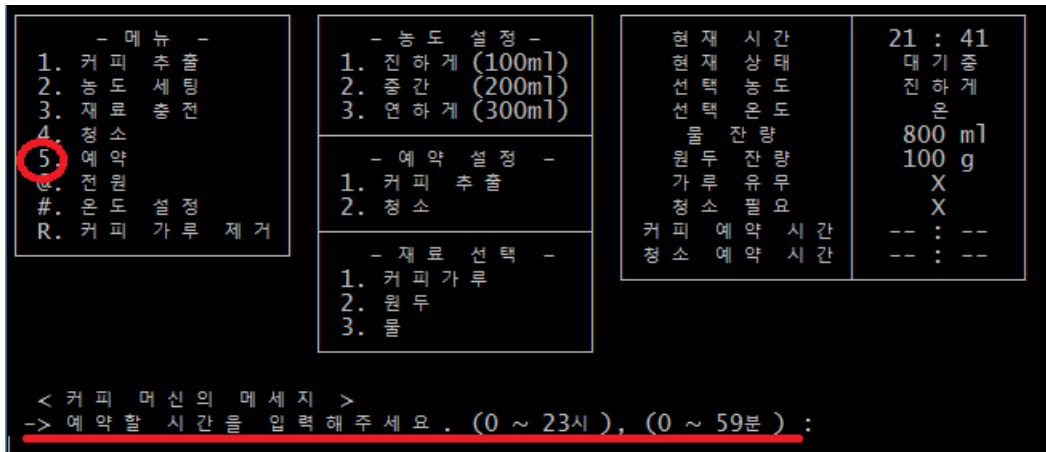 - 메뉴 -
1. 커피 추출
2. 농도 세팅
3. 재료 충전
4. 청소
5. 예약
@. 전원
#. 온도 설정
R. 커피 가루 제거
- 농도 설정 -
1. 진하게 (100ml)
2. 중간 (200ml)
3. 연하게 (300ml)
- 예약 설정 -
1. 커피 추출
2. 청소
- 재료 선택 -
1. 커피가루
2. 원두
3. 물
현재 시간 21 : 41
현재 상태 대기중
선택 농도 진하게
선택 온도 온
물 잔량 800 ml
원두 잔량 100 g
가루 유무 X
청소 필요 X
커피 예약 시간 -- : --
청소 예약 시간 -- : --
< 커피 머신의 메세지 >
-> 예약할 시간을 입력해주세요. (0 ~ 23시), (0 ~ 59분) :